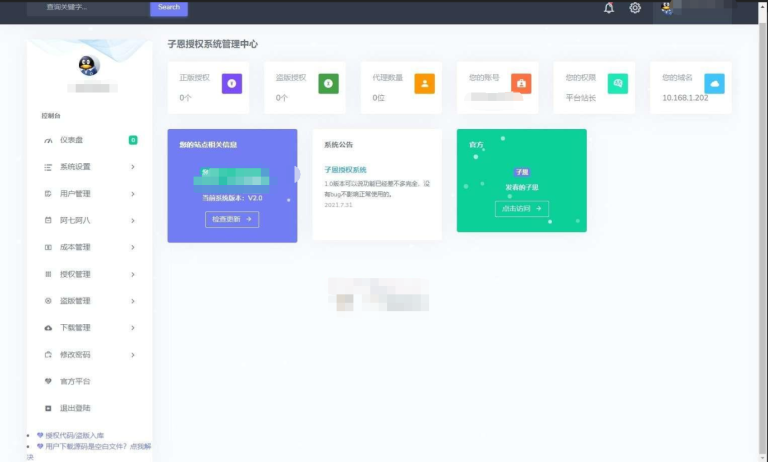 查询关键字...
Search
子恩授权系统管理中心
正版授权
0个
盗版授权
0个
代理数量
0位
您的账号
您的权限
平台站长
您的域名
10.168.1.202
控制台
仪表盘
0
系统设置
用户管理
阿七阿八
成本管理
授权管理
盗版管理
下载管理
修改密码
官方平台
退出登陆
授权代码/盗版入库
用户下载源码是空白文件？点我解
决
您的站点相关信息
当前系统版本：V2.0
检查更新
系统公告
子恩授权系统
1.0版本可以说功能已经差不多完全，没
有bug不影响正常使用的。
2021.7.31
官方
子恩
发布的子恩
点击访问